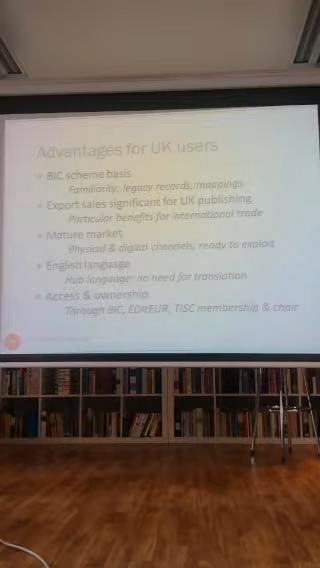 Advantages for UK users
BIC scheme basis
Familiarity, legacy records, mappings
Export sales significant for UK publishing
Particular benefits for international trade
Mature market
Physical & digital channels, ready to exploit
English language
Hub language: no need for translation
Access & ownership
Through BIC, EDItEUR, TISC membership & chair